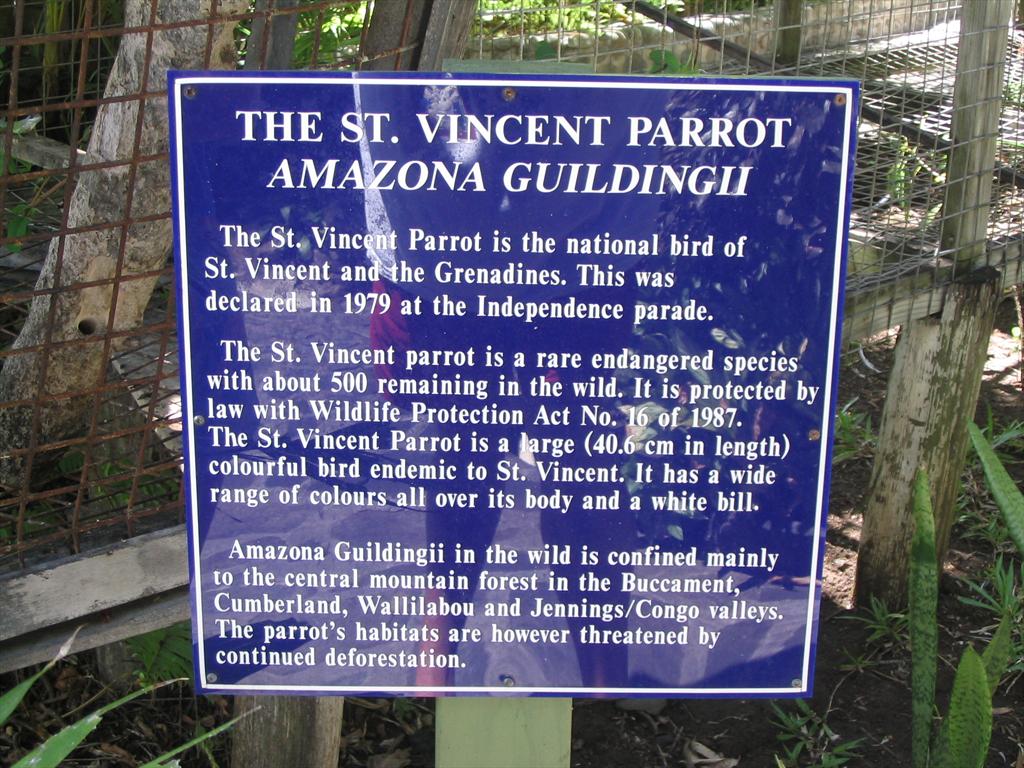 THE ST. VINCENT PARROT
AMAZONA GUILDINGII
The St. Vincent Parrot is the national bird of
St. Vincent and the Grenadines. This was
declared in 1979 at the Independence parade.
The St. Vincent parrot is a rare endangered species
with about 500 remaining in the wild. It is protected by
law with Wildlife Protection Act No. 16 of 1987.
The St. Vincent Parrot is a large (40.6 cm in length)
colourful bird endemic to St. Vincent. It has a wide
range of colours all over its body and a white bill.
Amazona Guildingii in the wild is confined mainly
to the central mountain forest in the Buccament,
Cumberland, Wallilabou and Jennings/Congo valleys.
The parrot's habitats are however threatened by
continued deforestation.